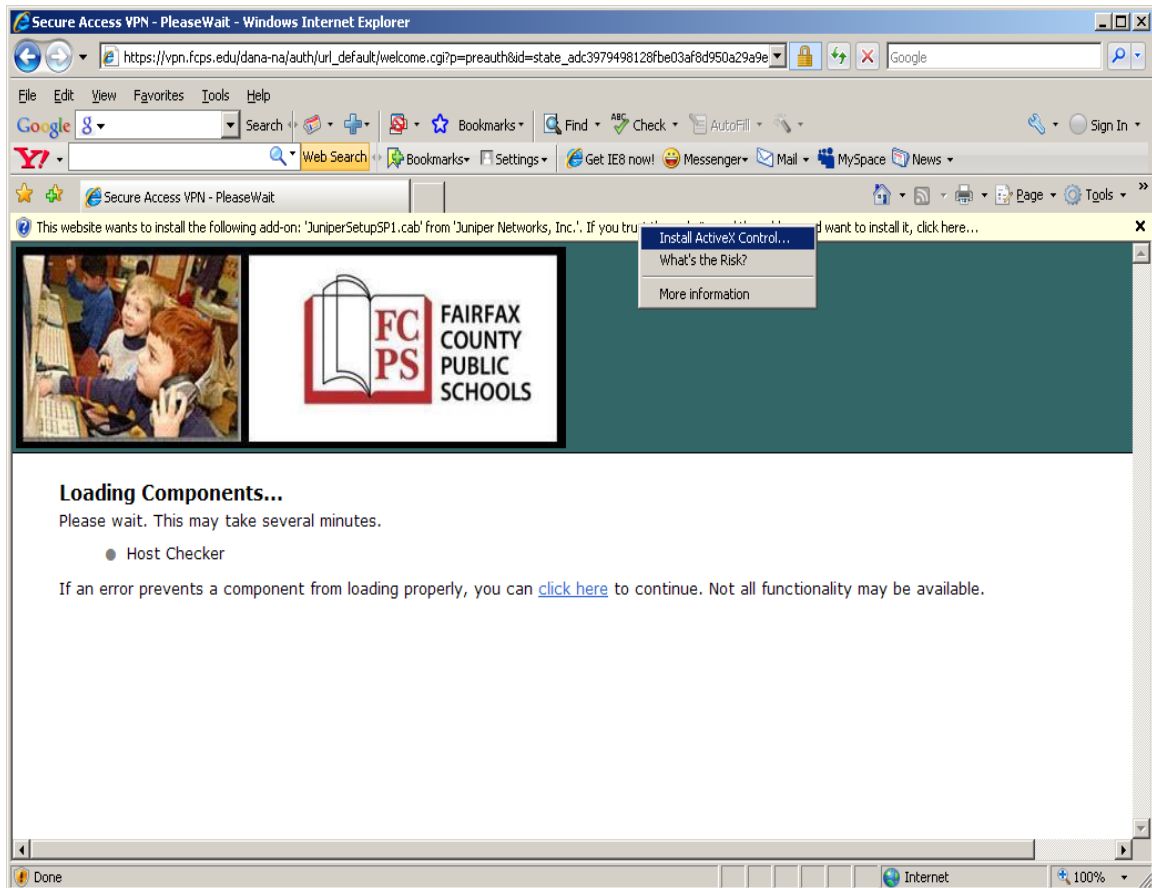 Secure Access VPN - PleaseWait - Windows Internet Explorer
https://vpn.fcps.edu/dana-na/auth/url_default/welcome.cgi?p=preauth&id=state_adc3979498128fbe03af8d950a29a9e
Google
File Edit View Favorites Tools Help
Google Search Bookmarks Find ABC Check AutoFill Sign In
Y! Web Search Bookmarks Settings Get IE8 now! Messenger Mail MySpace News
Secure Access VPN - PleaseWait Page Tools
This website wants to install the following add-on: 'JuniperSetupSP1.cab' from 'Juniper Networks, Inc.'. If you want to install it, click here...
Install ActiveX Control...
What's the Risk?
More information
FC
PS
FAIRFAX
COUNTY
PUBLIC
SCHOOLS
Loading Components...
Please wait. This may take several minutes.
Host Checker
If an error prevents a component from loading properly, you can click here to continue. Not all functionality may be available.
Done Internet 100%